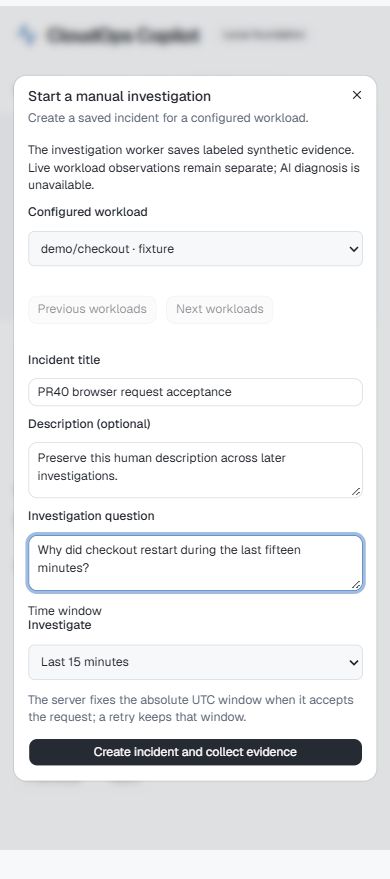 CloudOps Copilot
Start a manual investigation
Create a saved incident for a configured workload.
The investigation worker saves labeled synthetic evidence.
Live workload observations remain separate; AI diagnosis is
unavailable.
Configured workload
demo/checkout · fixture
Previous workloads
Next workloads
Incident title
PR40 browser request acceptance
Description (optional)
Preserve this human description across later
investigations.
Investigation question
Why did checkout restart during the last fifteen
minutes?
Time window
Investigate
Last 15 minutes
The server fixes the absolute UTC window when it accepts
the request; a retry keeps that window.
Create incident and collect evidence